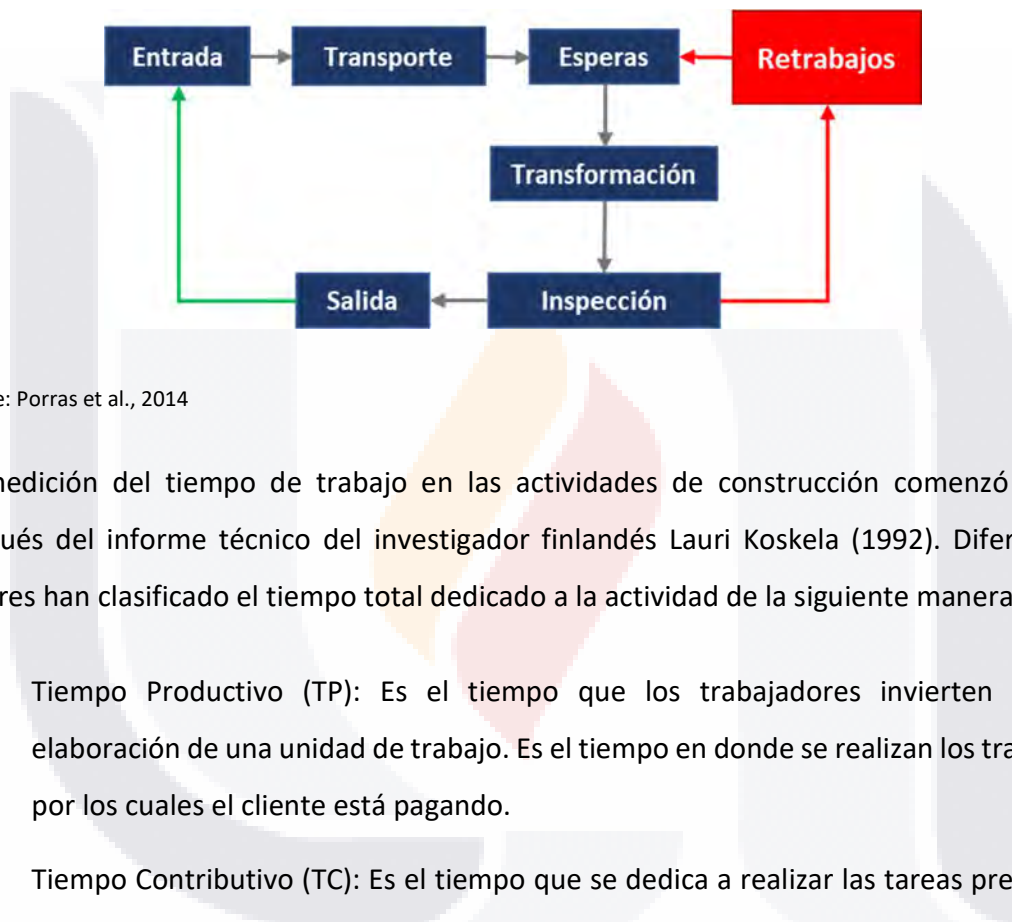 Entrada Transporte Esperas Retrabajos
Transformación
Salida Inspección
e: Porras et al., 2014
medición del tiempo de trabajo en las actividades de construcción comenzó
ués del informe técnico del investigador finlandés Lauri Koskela (1992). Difer
res han clasificado el tiempo total dedicado a la actividad de la siguiente manera
Tiempo Productivo (TP): Es el tiempo que los trabajadores invierten
elaboración de una unidad de trabajo. Es el tiempo en donde se realizan los tra
por los cuales el cliente está pagando.
Tiempo Contributivo (TC): Es el tiempo que se dedica a realizar las tareas pre